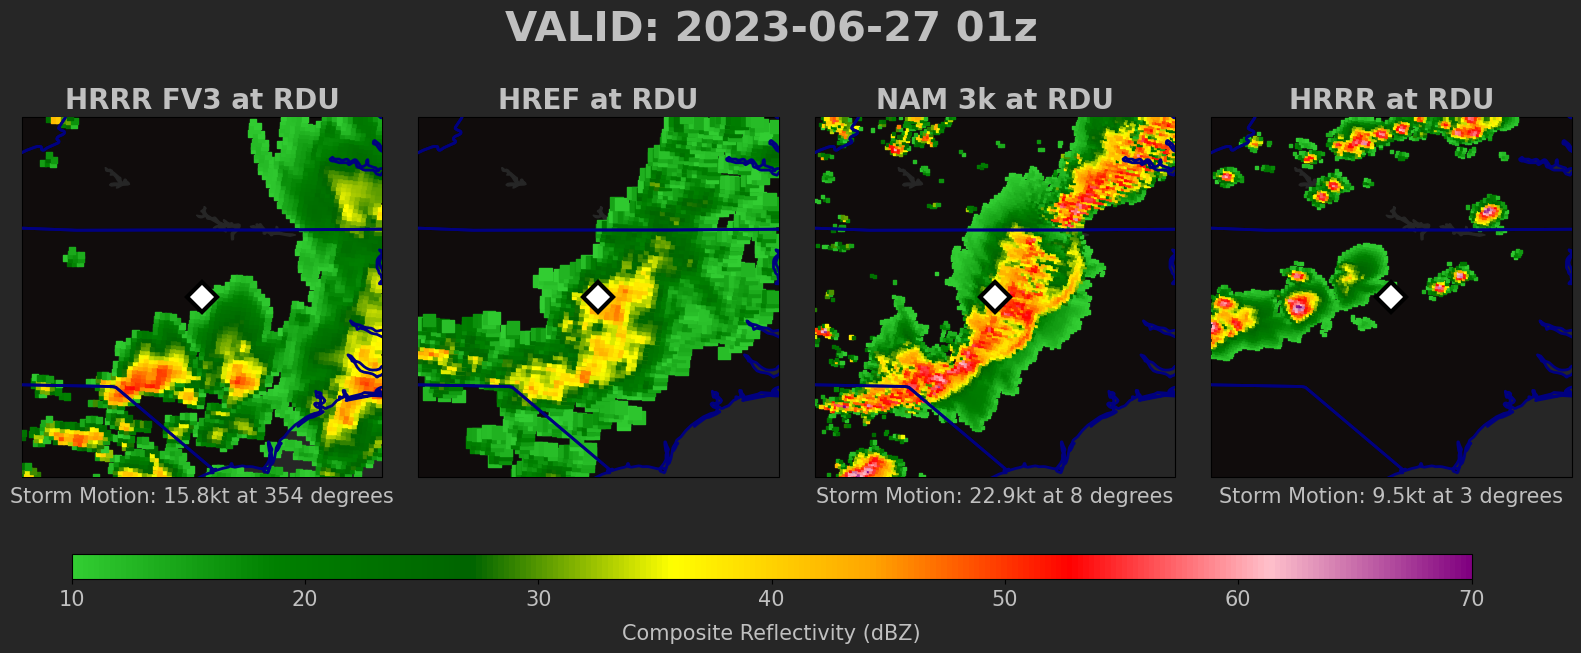 VALID: 2023-06-27 01z
HRRR FV3 at RDU
HREF at RDU
NAM 3k at RDU
HRRR at RDU
Storm Motion: 15.8kt at 354 degrees
Storm Motion: 22.9kt at 8 degrees
Storm Motion: 9.5kt at 3 degrees
10 20 30 40 50 60 70
Composite Reflectivity (dBZ)